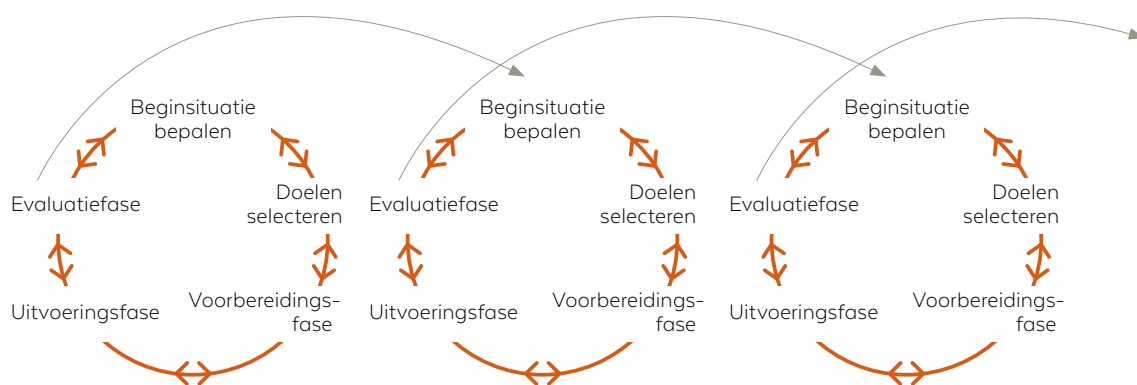 Beginsituatie
bepalen
Doelen
selecteren
Voorbereidings-
fase
Uitvoeringsfase
Evaluatiefase
Beginsituatie
bepalen
Doelen
selecteren
Voorbereidings-
fase
Uitvoeringsfase
Evaluatiefase
Beginsituatie
bepalen
Doelen
selecteren
Voorbereidings-
fase
Uitvoeringsfase
Evaluatiefase